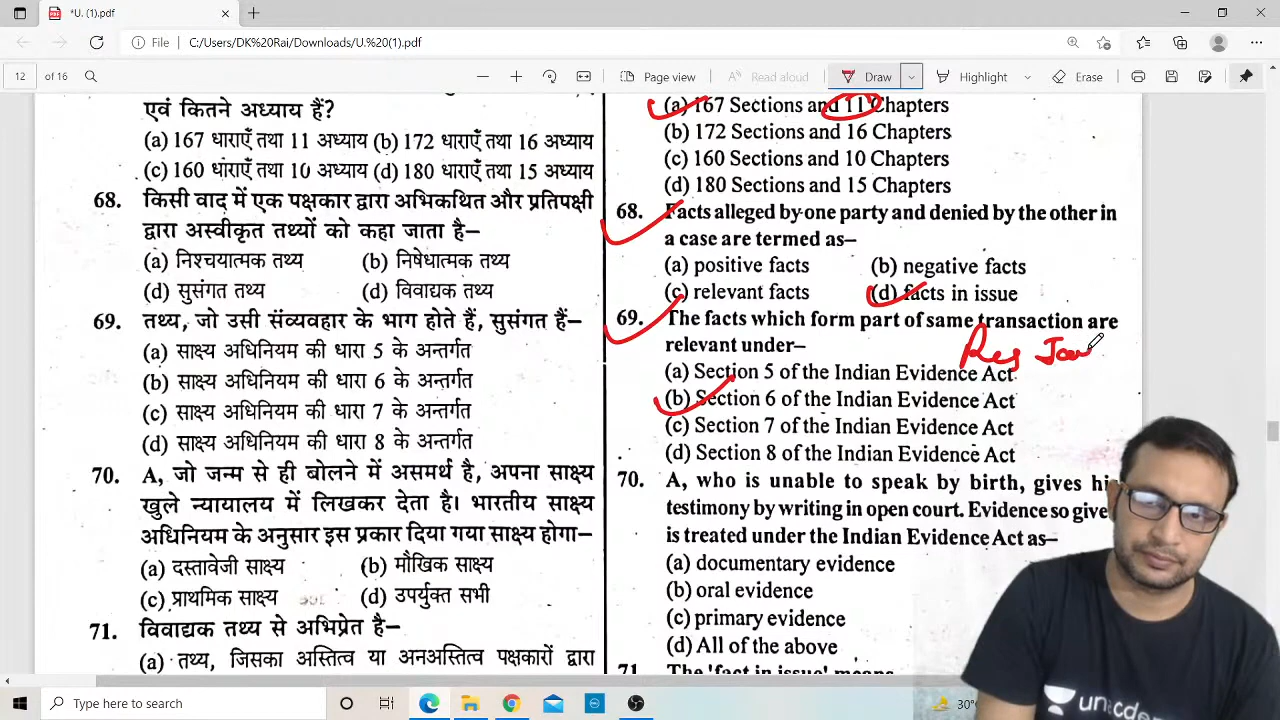 *U. (1).pdf
File C:/Users/DK%20Rai/Downloads/U.%20(1).pdf
12 of 16 Page view Read aloud Draw Highlight Erase
एवं कितने अध्याय हैं?
(a) 167 धाराएँ तथा 11 अध्याय (b) 172 धाराएँ तथा 16 अध्याय
(c) 160 धाराएँ तथा 10 अध्याय (d) 180 धाराएँ तथा 15 अध्याय
68. किसी वाद में एक पक्षकार द्वारा अभिकथित और प्रतिपक्षी
द्वारा अस्वीकृत तथ्यों को कहा जाता है–
(a) निश्चयात्मक तथ्य (b) निषेधात्मक तथ्य
(d) सुसंगत तथ्य (d) विवाद्यक तथ्य
69. तथ्य, जो उसी संव्यवहार के भाग होते हैं, सुसंगत हैं–
(a) साक्ष्य अधिनियम की धारा 5 के अन्तर्गत
(b) साक्ष्य अधिनियम की धारा 6 के अन्तर्गत
(c) साक्ष्य अधिनियम की धारा 7 के अन्तर्गत
(d) साक्ष्य अधिनियम की धारा 8 के अन्तर्गत
70. A, जो जन्म से ही बोलने में असमर्थ है, अपना साक्ष्य
खुले न्यायालय में लिखकर देता है। भारतीय साक्ष्य
अधिनियम के अनुसार इस प्रकार दिया गया साक्ष्य होगा–
(a) दस्तावेजी साक्ष्य (b) मौखिक साक्ष्य
(c) प्राथमिक साक्ष्य (d) उपर्युक्त सभी
71. विवाद्यक तथ्य से अभिप्रेत है–
(a) तथ्य, जिसका अस्तित्व या अनअस्तित्व पक्षकारों द्वारा
(a) 167 Sections and 11 Chapters
(b) 172 Sections and 16 Chapters
(c) 160 Sections and 10 Chapters
(d) 180 Sections and 15 Chapters
68. Facts alleged by one party and denied by the other in
a case are termed as–
(a) positive facts (b) negative facts
(c) relevant facts (d) facts in issue
69. The facts which form part of same transaction are
relevant under–
Res
(a) Section 5 of the Indian Evidence Act
(b) Section 6 of the Indian Evidence Act
(c) Section 7 of the Indian Evidence Act
(d) Section 8 of the Indian Evidence Act
70. A, who is unable to speak by birth, gives hi
testimony by writing in open court. Evidence so give
is treated under the Indian Evidence Act as–
(a) documentary evidence
(b) oral evidence
(c) primary evidence
(d) All of the above
71. The 'fact in issue' means
Type here to search
30°